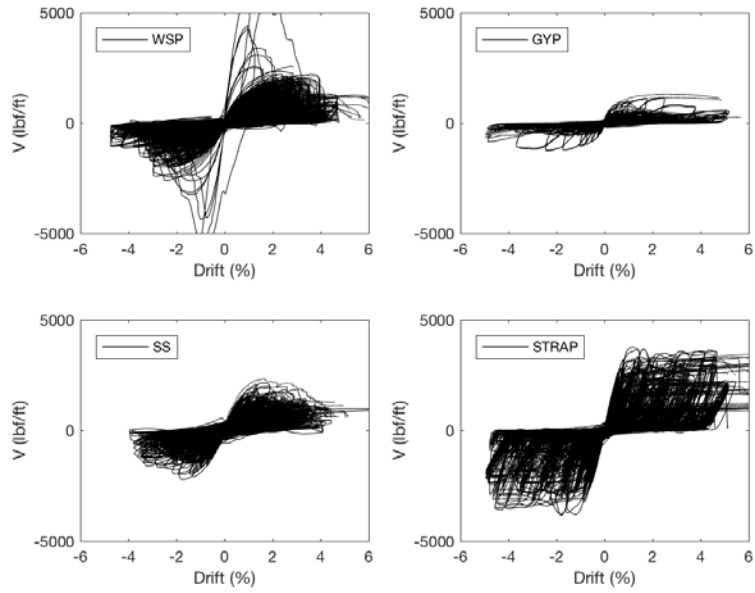 5000
WSP
V (lbf/ft)
0
-5000
-6 -4 -2 0 2 4 6
Drift (%)
5000
GYP
V (lbf/ft)
0
-5000
-6 -4 -2 0 2 4 6
Drift (%)
5000
SS
V (lbf/ft)
0
-5000
-6 -4 -2 0 2 4 6
Drift (%)
5000
STRAP
V (lbf/ft)
0
-5000
-6 -4 -2 0 2 4 6
Drift (%)